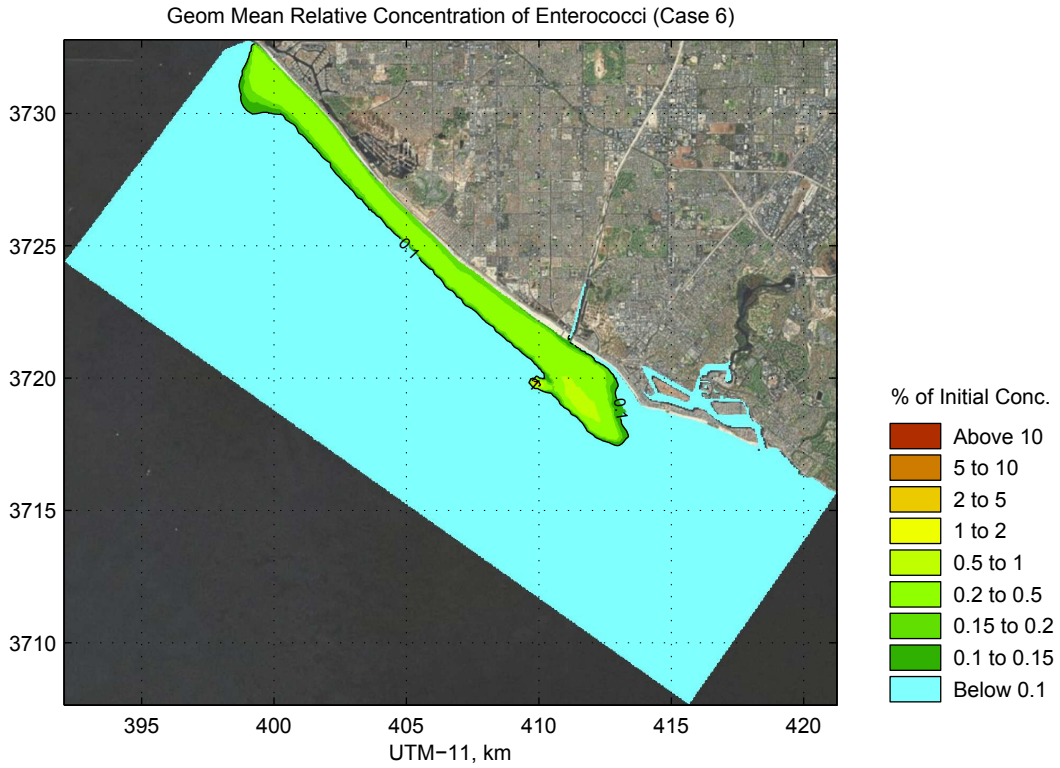 Geom Mean Relative Concentration of Enterococci (Case 6)
3730
3725
3720
3715
3710
0.1
0.1
395
400
405
410
415
420
UTM−11, km
% of Initial Conc.
Above 10
5 to 10
2 to 5
1 to 2
0.5 to 1
0.2 to 0.5
0.15 to 0.2
0.1 to 0.15
Below 0.1